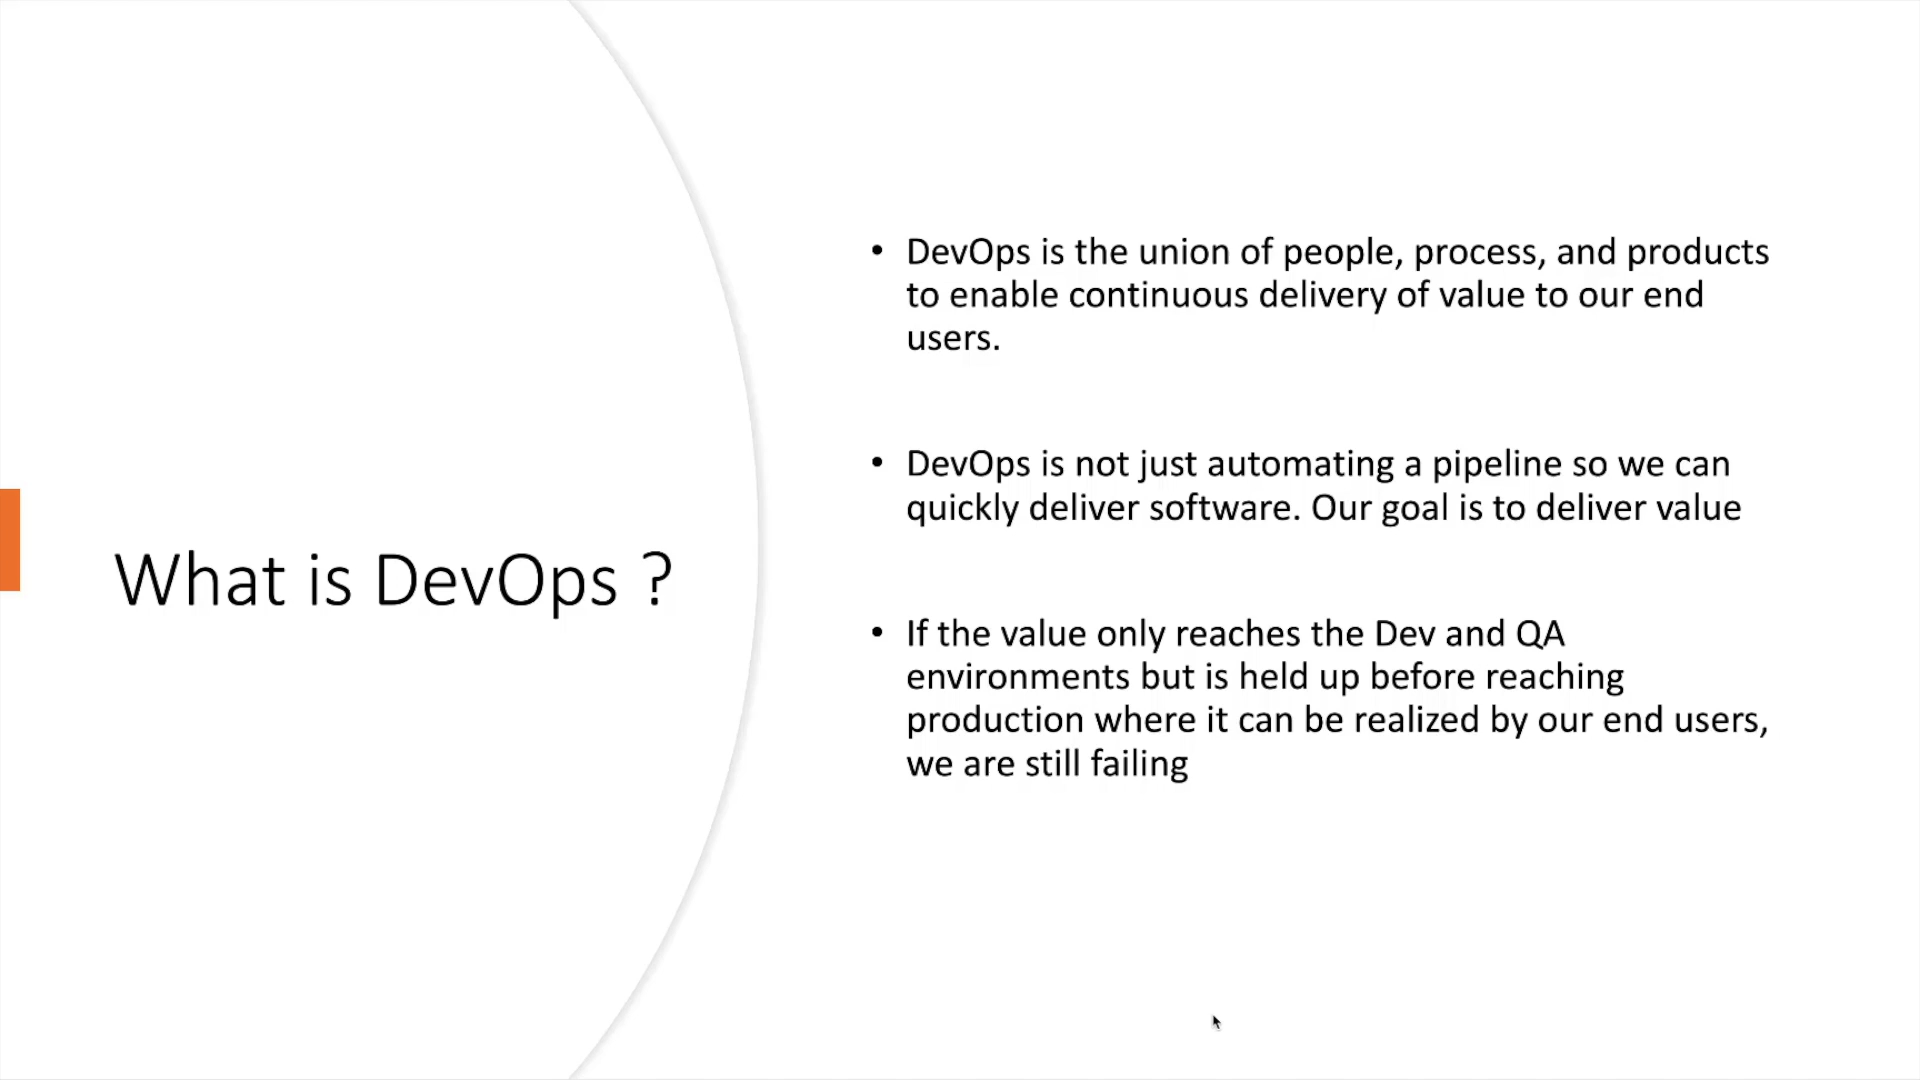 What is DevOps ?
• DevOps is the union of people, process, and products
to enable continuous delivery of value to our end
users.
• DevOps is not just automating a pipeline so we can
quickly deliver software. Our goal is to deliver value
• If the value only reaches the Dev and QA
environments but is held up before reaching
production where it can be realized by our end users,
we are still failing